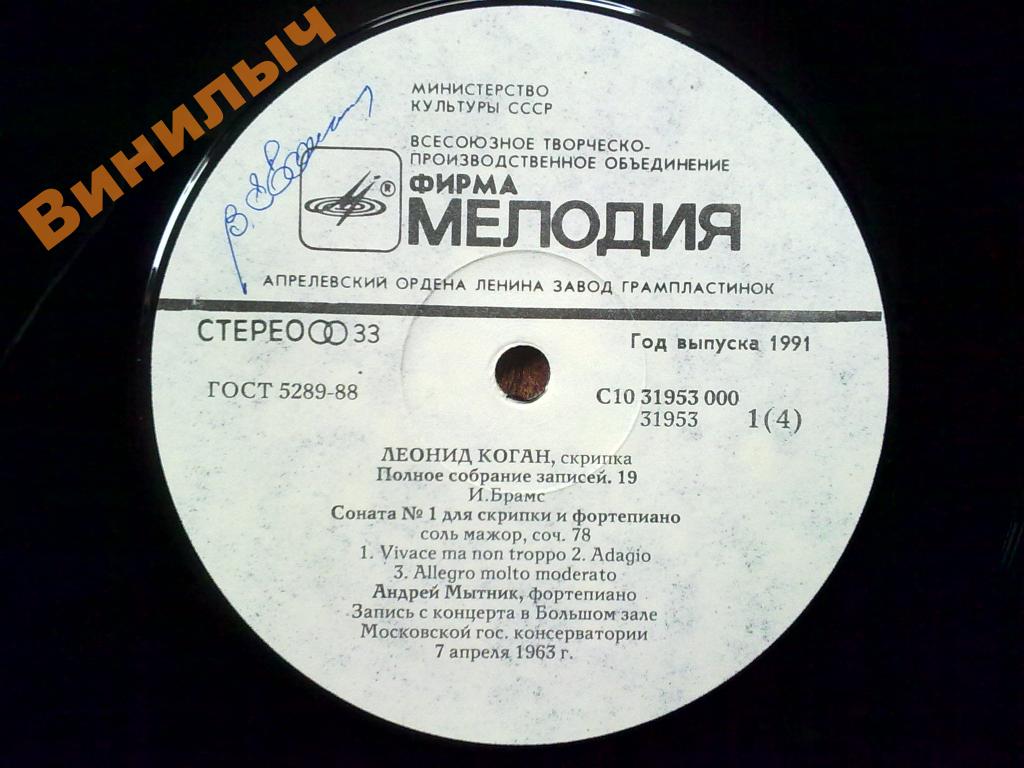 Винилыч
МИНИСТЕРСТВО
КУЛЬТУРЫ СССР
ВСЕСОЮЗНОЕ ТВОРЧЕСКО-
ПРОИЗВОДСТВЕННОЕ ОБЪЕДИНЕНИЕ
ФИРМА
®
МЕЛОДИЯ
АПРЕЛЕВСКИЙ ОРДЕНА ЛЕНИНА ЗАВОД ГРАМПЛАСТИНОК
СТЕРЕО 33
Год выпуска 1991
ГОСТ 5289-88
С10 31953 000
31953 1(4)
ЛЕОНИД КОГАН, скрипка
Полное собрание записей. 19
И.Брамс
Соната № 1 для скрипки и фортепиано
соль мажор, соч. 78
1. Vivace ma non troppo 2. Adagio
3. Allegro molto moderato
Андрей Мытник, фортепиано
Запись с концерта в Большом зале
Московской гос. консерватории
7 апреля 1963 г.